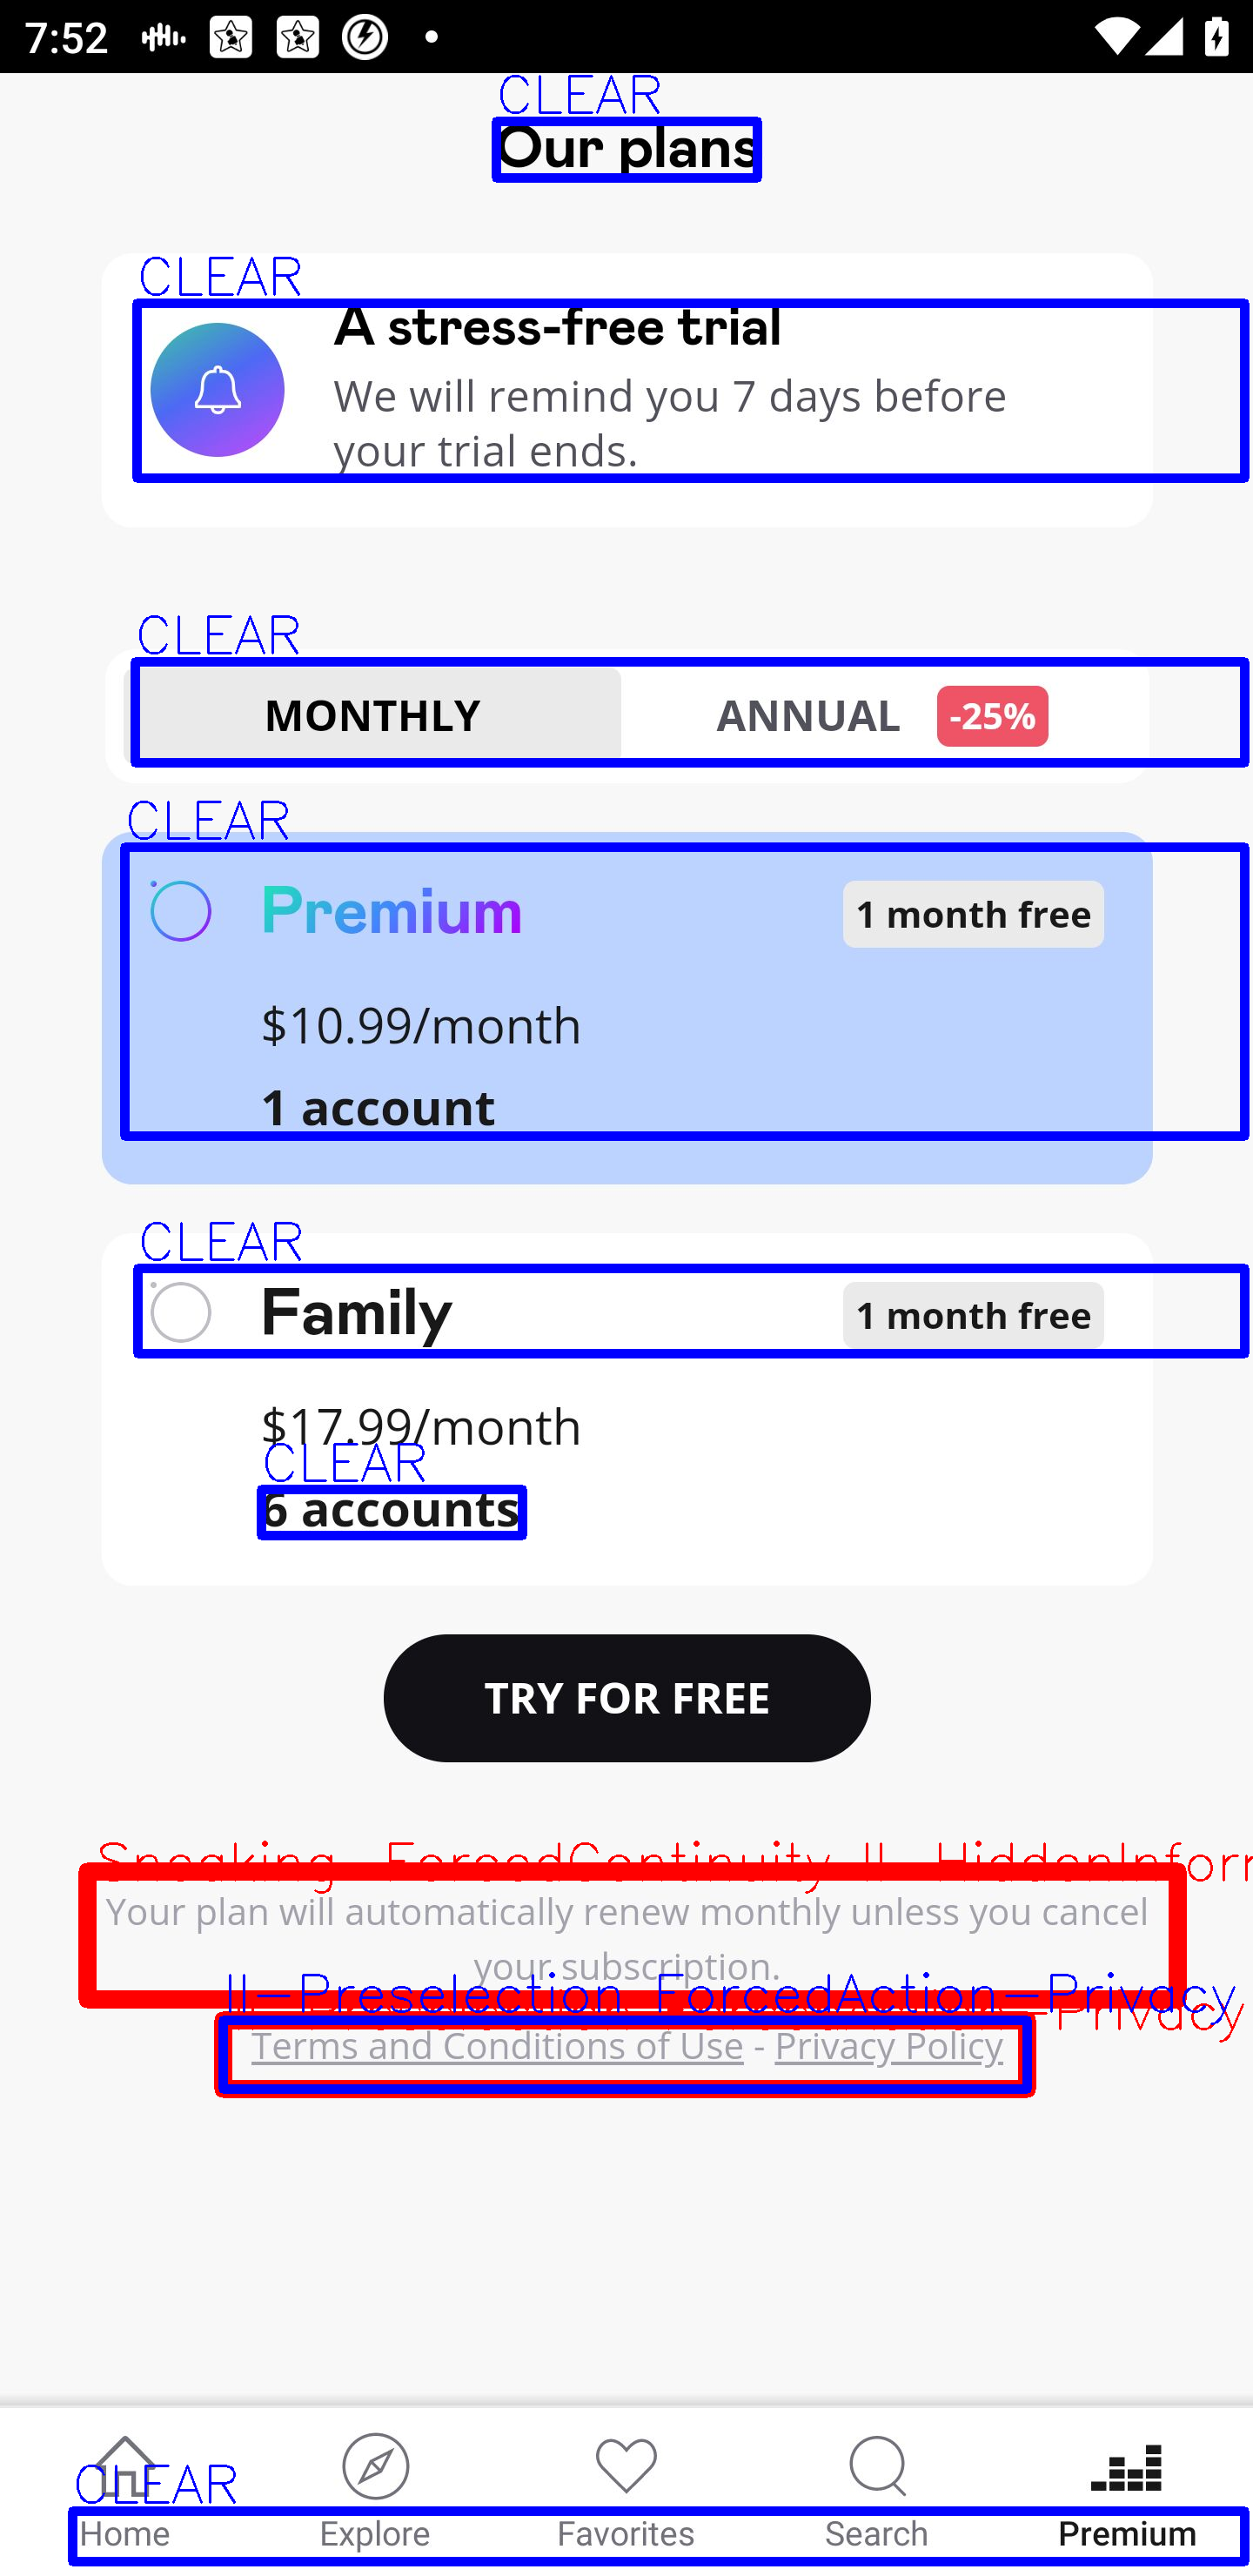 7:52
CLEAR
Our plans
CLEAR
A stress-free trial
We will remind you 7 days before
your trial ends.
CLEAR
MONTHLY
ANNUAL -25%
CLEAR
Premium 1 month free
$10.99/month
1 account
CLEAR
Family 1 month free
$17.99/month
CLEAR
6 accounts
TRY FOR FREE
Sneaking ForcedContinuity II HiddenInfor
Your plan will automatically renew monthly unless you cancel
your subscription.
II-Preselection ForcedAction-Privacy
-Privacy
Terms and Conditions of Use - Privacy Policy
CLEAR
Home Explore Favorites Search Premium